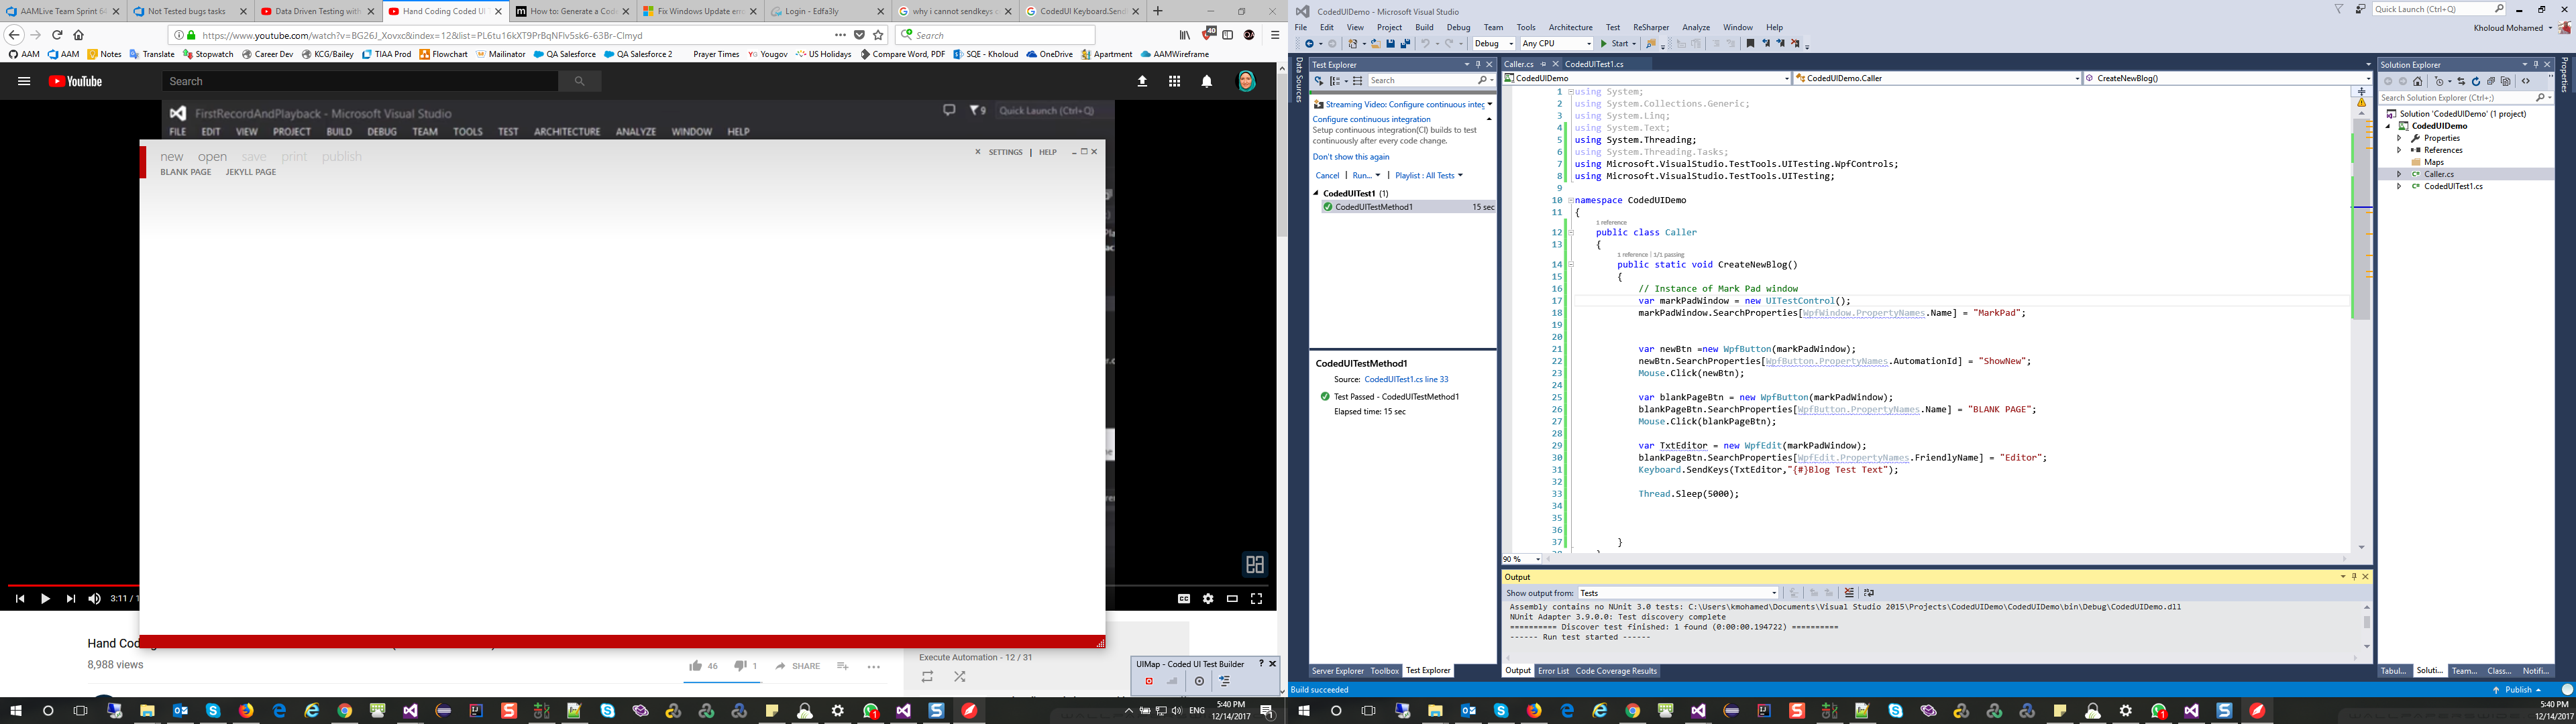 AAMLive Team Sprint 64
Not Tested bugs tasks
Data Driven Testing with
Hand Coding Coded UI
How to: Generate a Code
Fix Windows Update erro
Login - Edfa3ly
why i cannot sendkeys c
CodedUI Keyboard.Send
https://www.youtube.com/watch?v=BG26J_Xovxc&index=12&list=PL6tu16kXT9PrBqNFlv5sk6-63Br-CImyd
Search
40
AAM
AAM
Notes
Translate
Stopwatch
Career Dev
KCG/Bailey
TIAA Prod
Flowchart
Mailinator
QA Salesforce
QA Salesforce 2
Prayer Times
Yougov
US Holidays
Compare Word, PDF
SQE - Kholoud
OneDrive
Apartment
AAMWireframe
YouTube
Search
FirstRecordAndPlayback - Microsoft Visual Studio
9
Quick Launch (Ctrl+Q)
FILE EDIT VIEW PROJECT BUILD DEBUG TEAM TOOLS TEST ARCHITECTURE ANALYZE WINDOW HELP
new open save print publish
SETTINGS | HELP
BLANK PAGE JEKYLL PAGE
3:11 / 1
Hand Cod
8,988 views
46
1
SHARE
Execute Automation - 12 / 31
UIMap - Coded UI Test Builder
ENG
5:40 PM
12/14/2017
CodedUIDemo - Microsoft Visual Studio
Quick Launch (Ctrl+Q)
File Edit View Project Build Debug Team Tools Architecture Test ReSharper Analyze Window Help
Kholoud Mohamed
Debug
Any CPU
Start
Data Sources
Test Explorer
Search
Streaming Video: Configure continuous integ
Configure continuous integration
Setup continuous integration(CI) builds to test
continuously after every code change.
Don't show this again
Cancel | Run... | Playlist : All Tests
CodedUITest1 (1)
CodedUITestMethod1 15 sec
CodedUITestMethod1
Source: CodedUITest1.cs line 33
Test Passed - CodedUITestMethod1
Elapsed time: 15 sec
Server Explorer Toolbox Test Explorer
Caller.cs
CodedUITest1.cs
CodedUIDemo
CodedUIDemo.Caller
CreateNewBlog()
1 using System;
2 using System.Collections.Generic;
3 using System.Linq;
4 using System.Text;
5 using System.Threading;
6 using System.Threading.Tasks;
7 using Microsoft.VisualStudio.TestTools.UITesting.WpfControls;
8 using Microsoft.VisualStudio.TestTools.UITesting;
9
10 namespace CodedUIDemo
11 {
1 reference
12 public class Caller
13 {
1 reference | 1/1 passing
14 public static void CreateNewBlog()
15 {
16 // Instance of Mark Pad window
17 var markPadWindow = new UITestControl();
18 markPadWindow.SearchProperties[WpfWindow.PropertyNames.Name] = "MarkPad";
19
20
21 var newBtn =new WpfButton(markPadWindow);
22 newBtn.SearchProperties[WpfButton.PropertyNames.AutomationId] = "ShowNew";
23 Mouse.Click(newBtn);
24
25 var blankPageBtn = new WpfButton(markPadWindow);
26 blankPageBtn.SearchProperties[WpfButton.PropertyNames.Name] = "BLANK PAGE";
27 Mouse.Click(blankPageBtn);
28
29 var TxtEditor = new WpfEdit(markPadWindow);
30 blankPageBtn.SearchProperties[WpfEdit.PropertyNames.FriendlyName] = "Editor";
31 Keyboard.SendKeys(TxtEditor,"{#}Blog Test Text");
32
33 Thread.Sleep(5000);
34
35
36
37 }
90 %
Output
Show output from: Tests
Assembly contains no NUnit 3.0 tests: C:\Users\kmohamed\Documents\Visual Studio 2015\Projects\CodedUIDemo\CodedUIDemo\bin\Debug\CodedUIDemo.dll
NUnit Adapter 3.9.0.0: Test discovery complete
========== Discover test finished: 1 found (0:00:00.194722) ==========
------ Run test started ------
Output Error List Code Coverage Results
Solution Explorer
Search Solution Explorer (Ctrl+;)
Solution 'CodedUIDemo' (1 project)
CodedUIDemo
Properties
References
Maps
Caller.cs
CodedUITest1.cs
Properties
Tabul... Soluti... Team... Class... Notifi...
Build succeeded
Publish
5:40 PM
12/14/2017